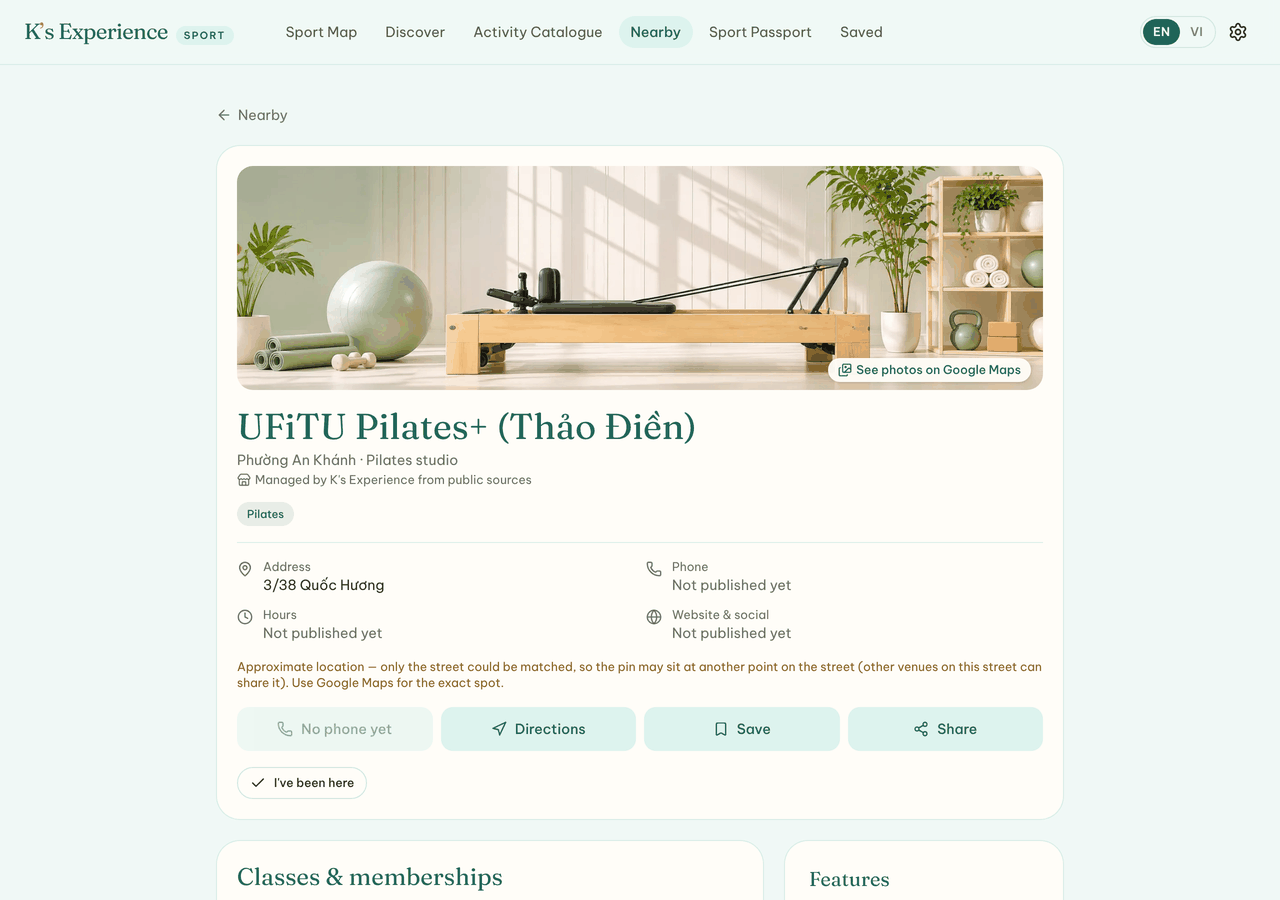 K's Experience SPORT
Sport Map
Discover
Activity Catalogue
Nearby
Sport Passport
Saved
EN
VI
Nearby
See photos on Google Maps
UFiTU Pilates+ (Thảo Điền)
Phường An Khánh · Pilates studio
Managed by K's Experience from public sources
Pilates
Address
3/38 Quốc Hương
Phone
Not published yet
Hours
Not published yet
Website & social
Not published yet
Approximate location — only the street could be matched, so the pin may sit at another point on the street (other venues on this street can
share it). Use Google Maps for the exact spot.
No phone yet
Directions
Save
Share
I've been here
Classes & memberships
Features